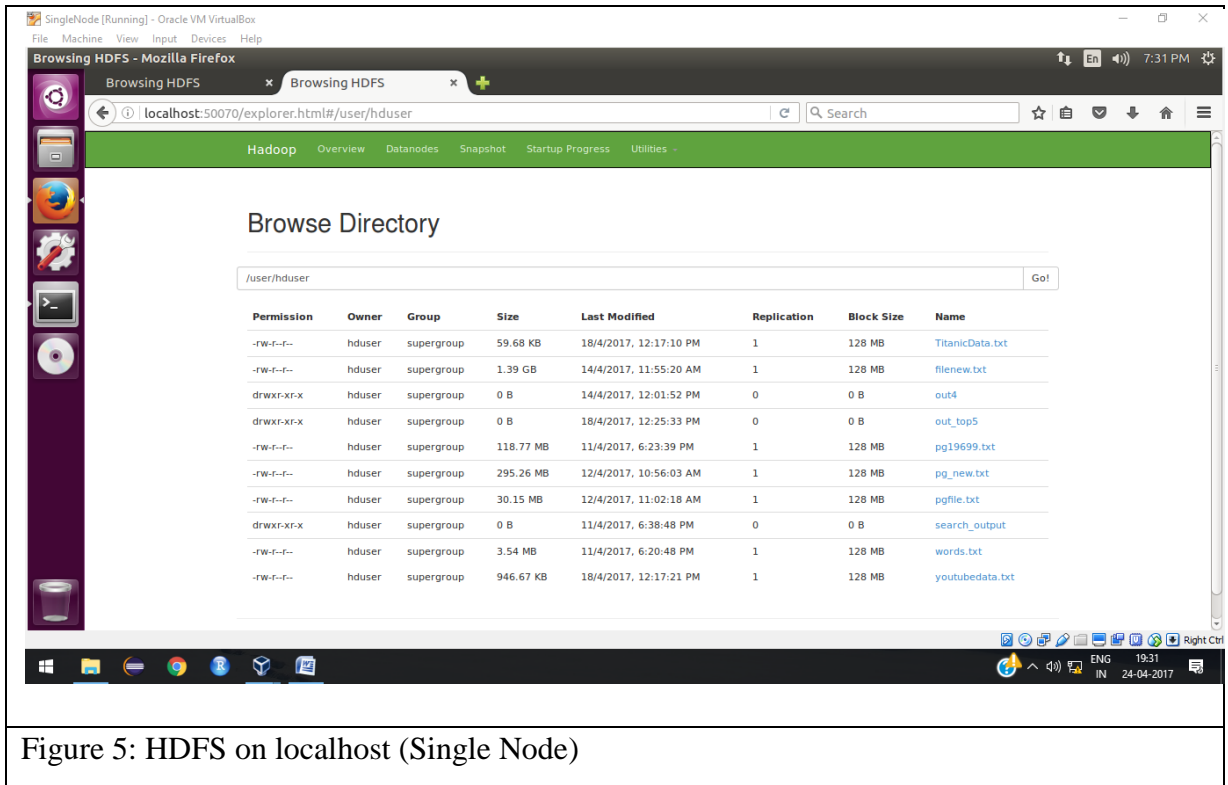 SingleNode [Running] - Oracle VM VirtualBox
File Machine View Input Devices Help
Browsing HDFS - Mozilla Firefox En 7:31 PM
Browsing HDFS × Browsing HDFS ×
localhost:50070/explorer.html#/user/hduser Search
Hadoop Overview Datanodes Snapshot Startup Progress Utilities
Browse Directory
/user/hduser Go!
Permission Owner Group Size Last Modified Replication Block Size Name
-rw-r--r-- hduser supergroup 59.68 KB 18/4/2017, 12:17:10 PM 1 128 MB TitanicData.txt
-rw-r--r-- hduser supergroup 1.39 GB 14/4/2017, 11:55:20 AM 1 128 MB filenew.txt
drwxr-xr-x hduser supergroup 0 B 14/4/2017, 12:01:52 PM 0 0 B out4
drwxr-xr-x hduser supergroup 0 B 18/4/2017, 12:25:33 PM 0 0 B out_top5
-rw-r--r-- hduser supergroup 118.77 MB 11/4/2017, 6:23:39 PM 1 128 MB pg19699.txt
-rw-r--r-- hduser supergroup 295.26 MB 12/4/2017, 10:56:03 AM 1 128 MB pg_new.txt
-rw-r--r-- hduser supergroup 30.15 MB 12/4/2017, 11:02:18 AM 1 128 MB pgfile.txt
drwxr-xr-x hduser supergroup 0 B 11/4/2017, 6:38:48 PM 0 0 B search_output
-rw-r--r-- hduser supergroup 3.54 MB 11/4/2017, 6:20:48 PM 1 128 MB words.txt
-rw-r--r-- hduser supergroup 946.67 KB 18/4/2017, 12:17:21 PM 1 128 MB youtubedata.txt
Right Ctrl
ENG 19:31
IN 24-04-2017
Figure 5: HDFS on localhost (Single Node)